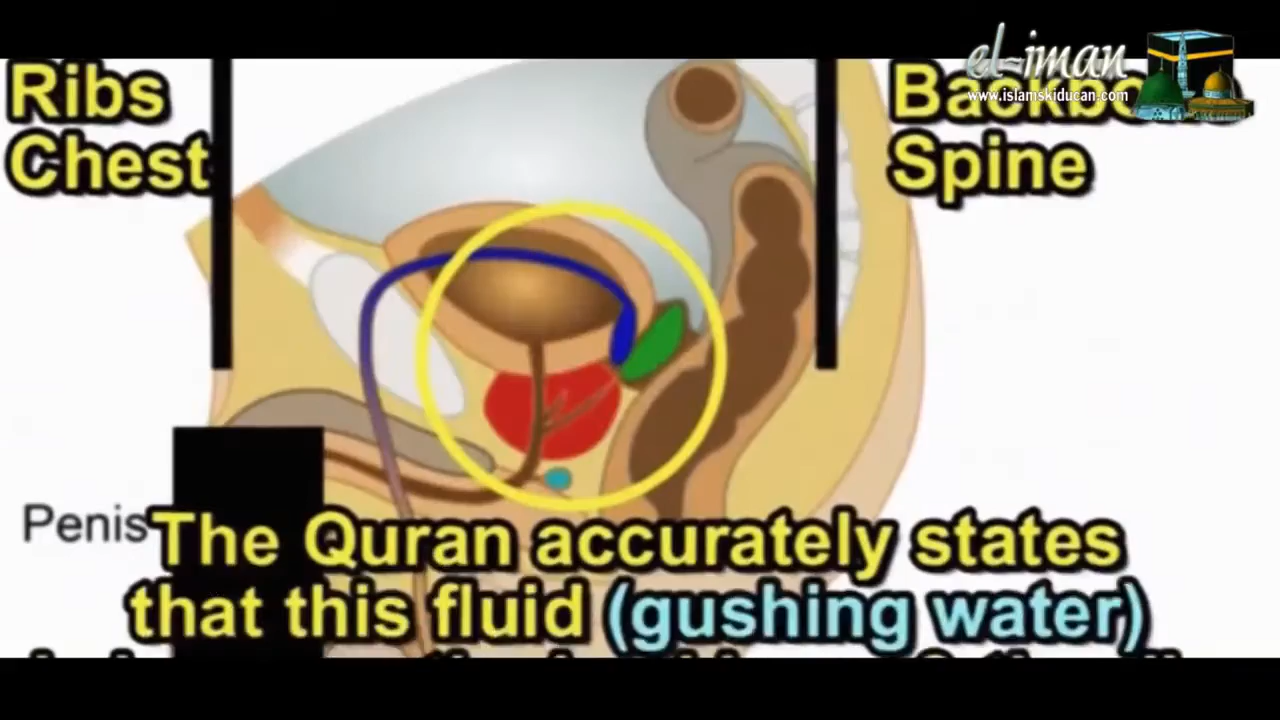 el-iman
www.islamskiducan.com
Ribs
Chest
Spine
Penis
The Quran accurately states
that this fluid (gushing water)